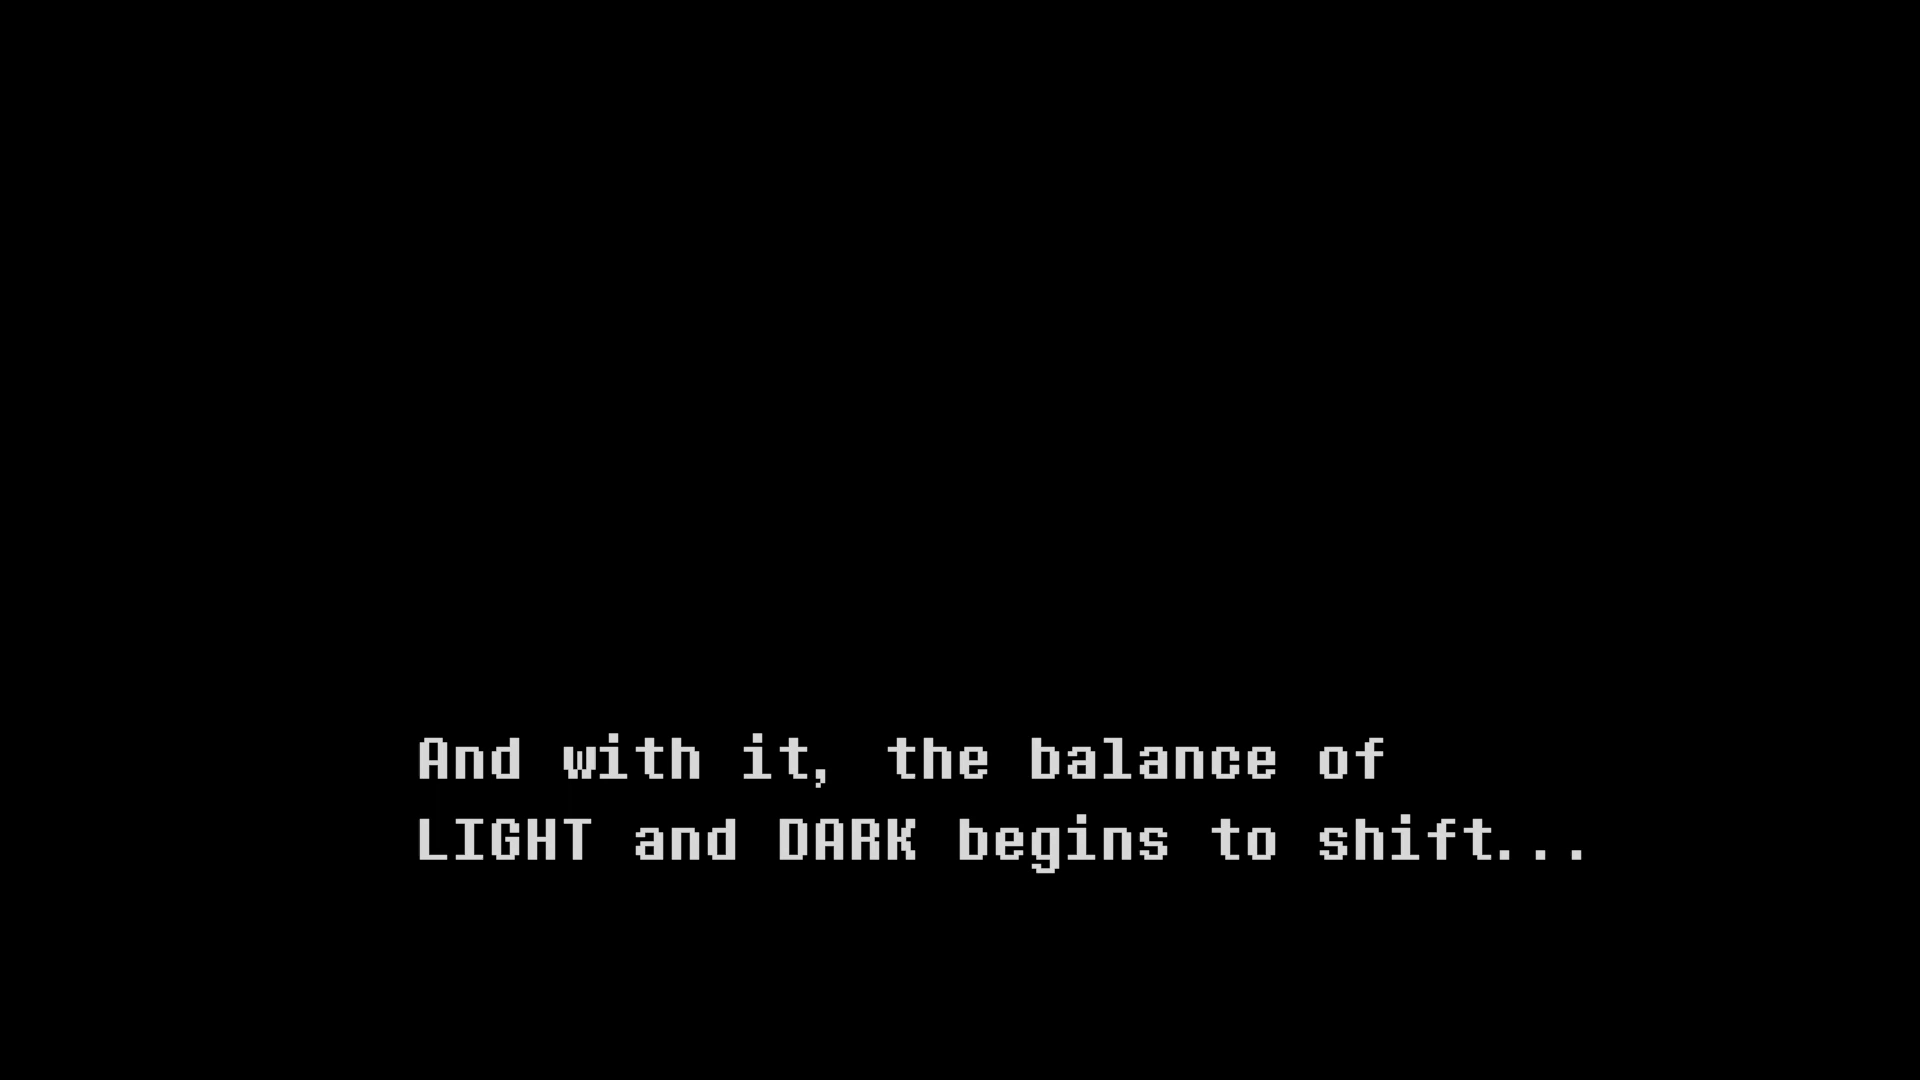 And with it, the balance of
LIGHT and DARK begins to shift...